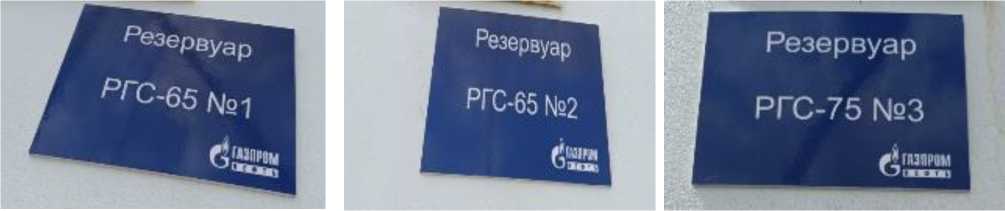 Резервуар
РГС-65 №1
ГАЗПРОМ
НЕФТЬ
Резервуар
РГС-65 №2
ГАЗПРОМ
НЕФТЬ
Резервуар
РГС-75 №3
ГАЗПРОМ
НЕФТЬ